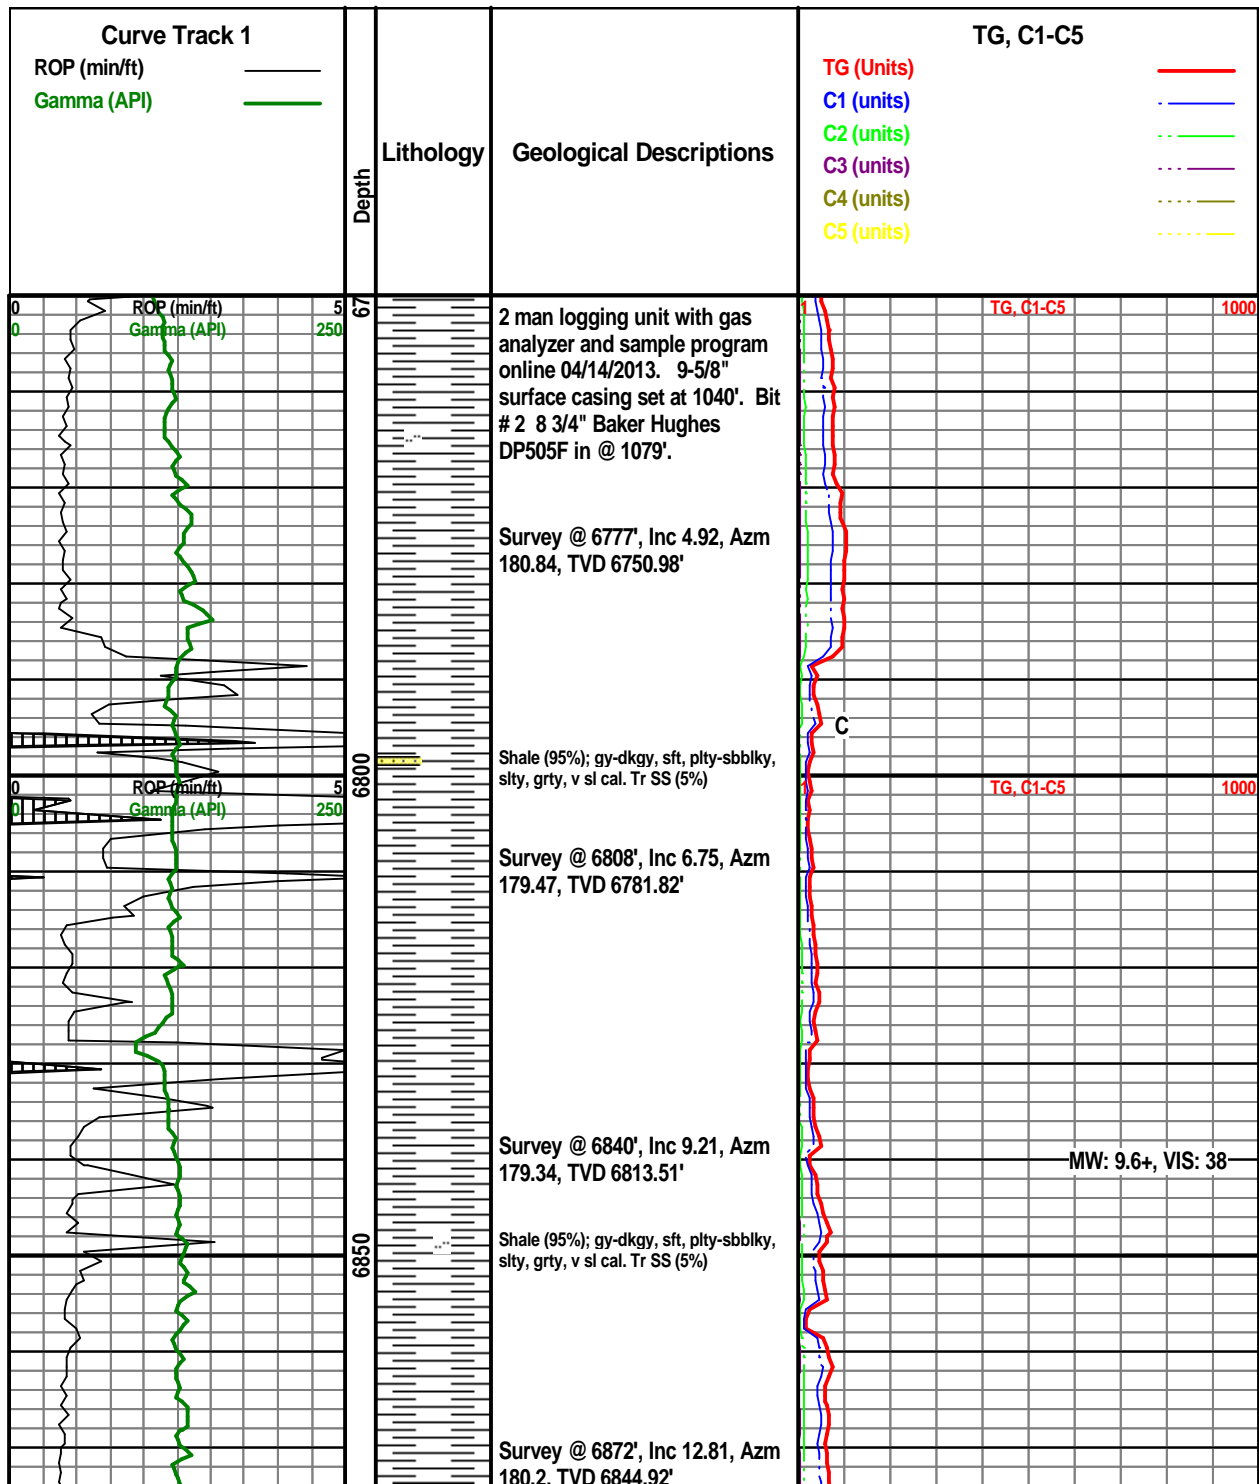 Curve Track 1
ROP (min/ft)
Gamma (API)
Depth
Lithology
Geological Descriptions
TG, C1-C5
TG (Units)
C1 (units)
C2 (units)
C3 (units)
C4 (units)
C5 (units)
0 ROP (min/ft) 5
0 Gamma (API) 250
67
1 TG, C1-C5 1000
2 man logging unit with gas
analyzer and sample program
online 04/14/2013. 9-5/8"
surface casing set at 1040'. Bit
# 2 8 3/4" Baker Hughes
DP505F in @ 1079'.
Survey @ 6777', Inc 4.92, Azm
180.84, TVD 6750.98'
C
6800
Shale (95%); gy-dkgy, sft, plty-sbblky,
slty, grty, v sl cal. Tr SS (5%)
0 ROP (min/ft) 5
0 Gamma (API) 250
1 TG, C1-C5 1000
Survey @ 6808', Inc 6.75, Azm
179.47, TVD 6781.82'
Survey @ 6840', Inc 9.21, Azm
179.34, TVD 6813.51'
MW: 9.6+, VIS: 38
6850
Shale (95%); gy-dkgy, sft, plty-sbblky,
slty, grty, v sl cal. Tr SS (5%)
Survey @ 6872', Inc 12.81, Azm
180.2, TVD 6844.92'